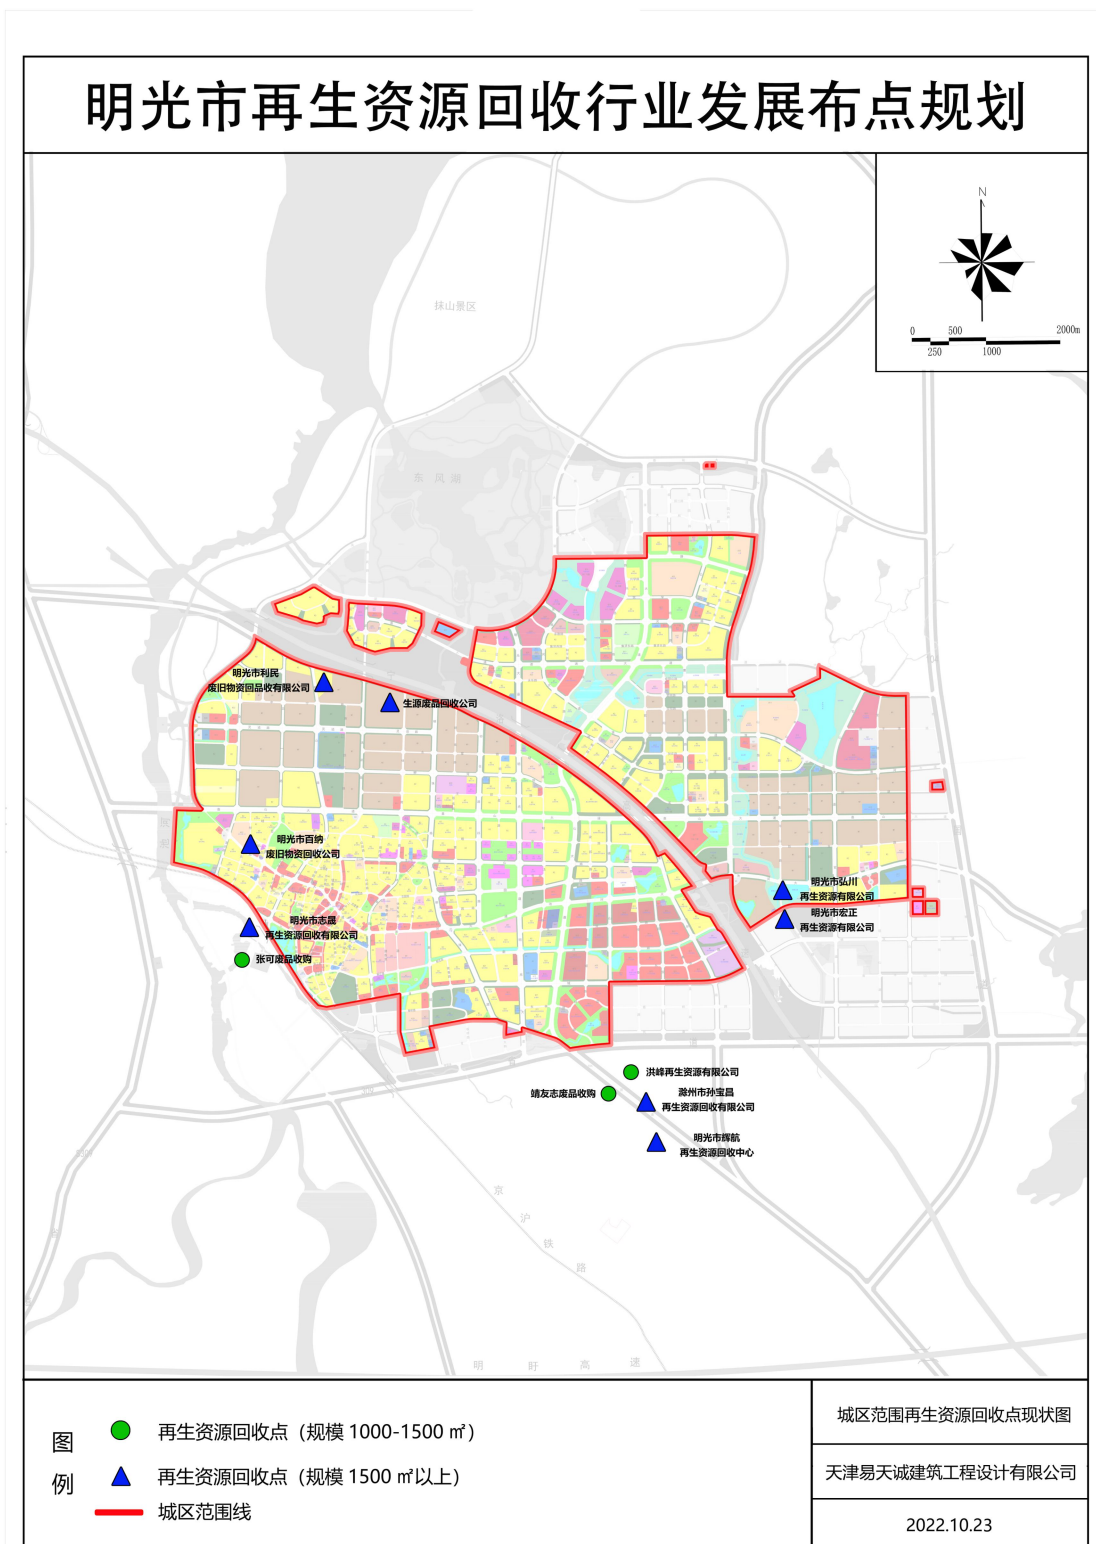 明光市再生资源回收行业发展布点规划
N
0 500 2000m
250 1000
抹山景区
东风湖
明光市利民
废旧物资回品收有限公司
生源废品回收公司
明光市百纳
废旧物资回收公司
明光市弘川
再生资源有限公司
明光市宏正
再生资源有限公司
明光市志晟
再生资源回收有限公司
张可废品收购
洪峰再生资源有限公司
靖友志废品收购
滁州市孙宝昌
再生资源回收有限公司
明光市辉航
再生资源回收中心
京
沪
铁
路
明 盱 高 速
图
例
再生资源回收点（规模 1000-1500 ㎡）
再生资源回收点（规模 1500 ㎡以上）
城区范围线
城区范围再生资源回收点现状图
天津易天诚建筑工程设计有限公司
2022.10.23